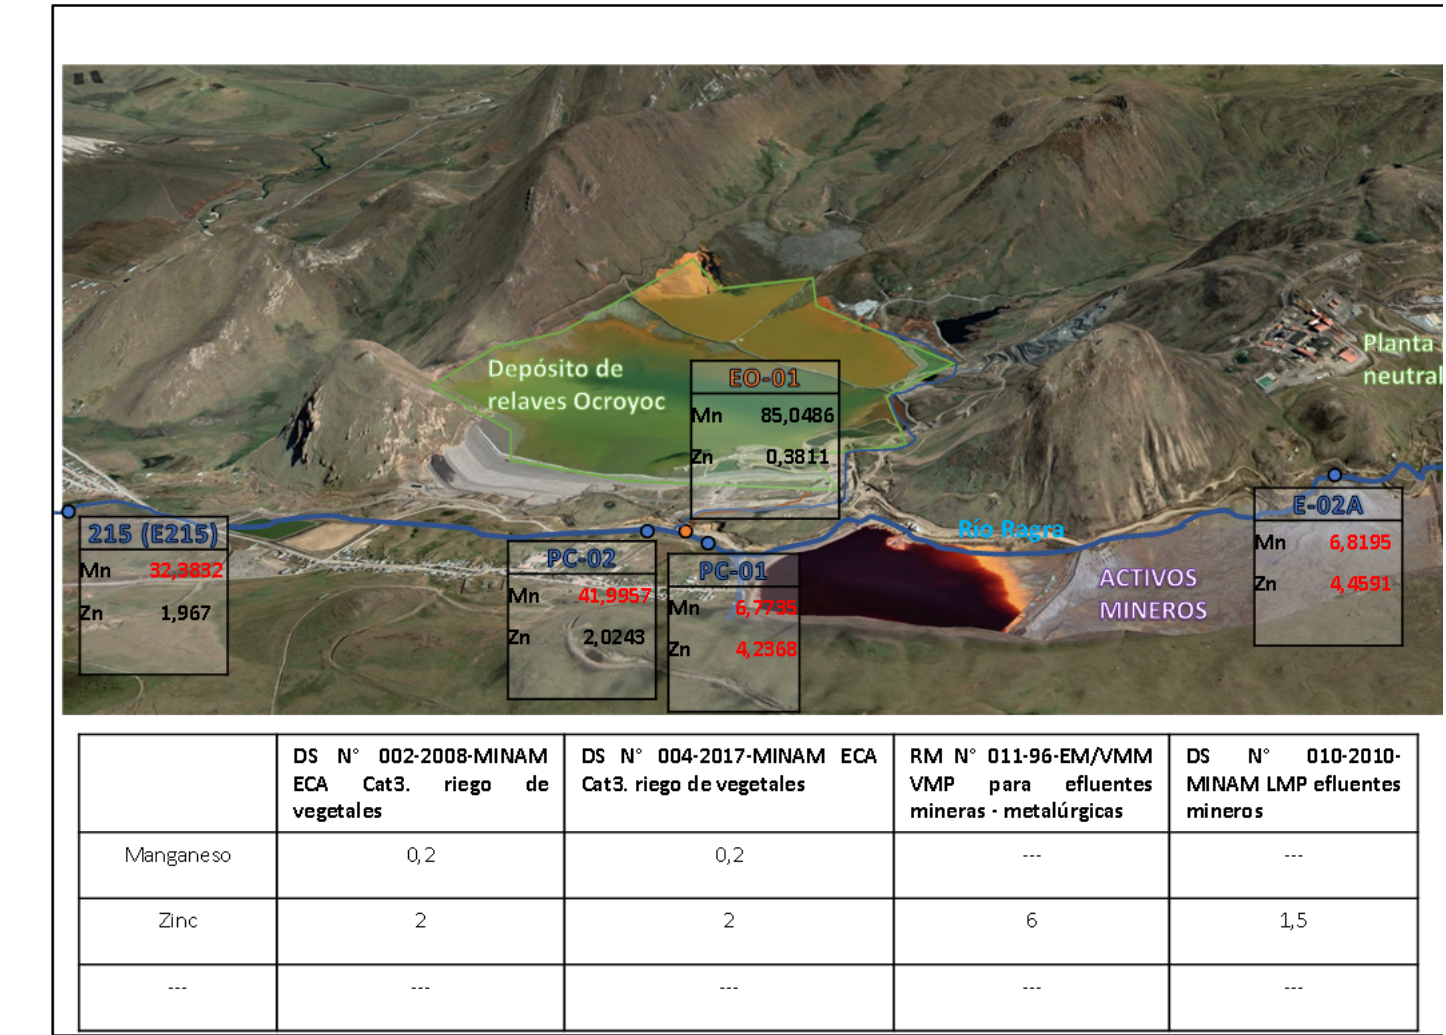 Depósito de
relaves Ocroyoc
EO-01
Mn 85,0486
Zn 0,3811
Planta
neutral
215 (E215)
Mn 32,3832
Zn 1,967
PC-02
Mn 41,9957
Zn 2,0243
PC-01
Mn 6,7735
Zn 4,2368
Río Ragra
ACTIVOS
MINEROS
E-02A
Mn 6,8195
Zn 4,4591
DS N° 002-2008-MINAM
ECA Cat3. riego de
vegetales
DS N° 004-2017-MINAM ECA
Cat3. riego de vegetales
RM N° 011-96-EM/VMM
VMP para efluentes
mineras - metalúrgicas
DS N° 010-2010-
MINAM LMP efluentes
mineros
Manganeso 0,2 0,2 --- ---
Zinc 2 2 6 1,5
--- --- --- --- ---